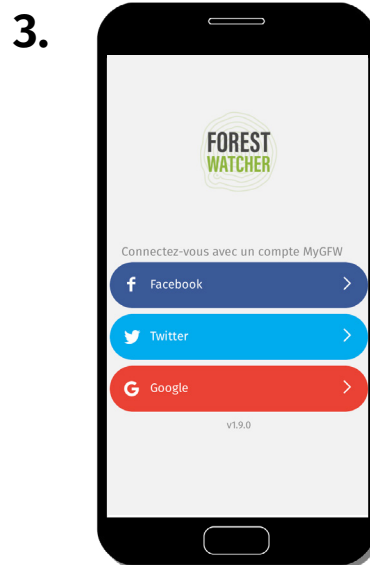 3.
FOREST
WATCHER
Connectez-vous avec un compte MyGFW
Facebook
Twitter
Google
v1.9.0